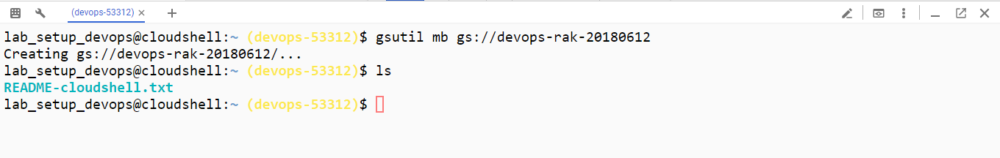 (devops-53312)
lab_setup_devops@cloudshell:~ (devops-53312)$ gsutil mb gs://devops-rak-20180612
Creating gs://devops-rak-20180612/...
lab_setup_devops@cloudshell:~ (devops-53312)$ ls
README-cloudshell.txt
lab_setup_devops@cloudshell:~ (devops-53312)$